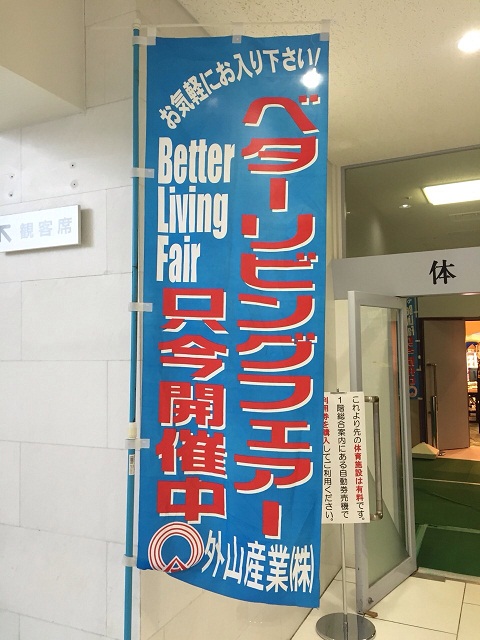 お気軽にお入り下さい!
ベターリビングフェアー
Better
Living
Fair
只今開催中
外山産業㈱
観客席
体
これより先の体育施設は有料です。
1階総合案内にある自動券売機で
利用券を購入してご利用ください。